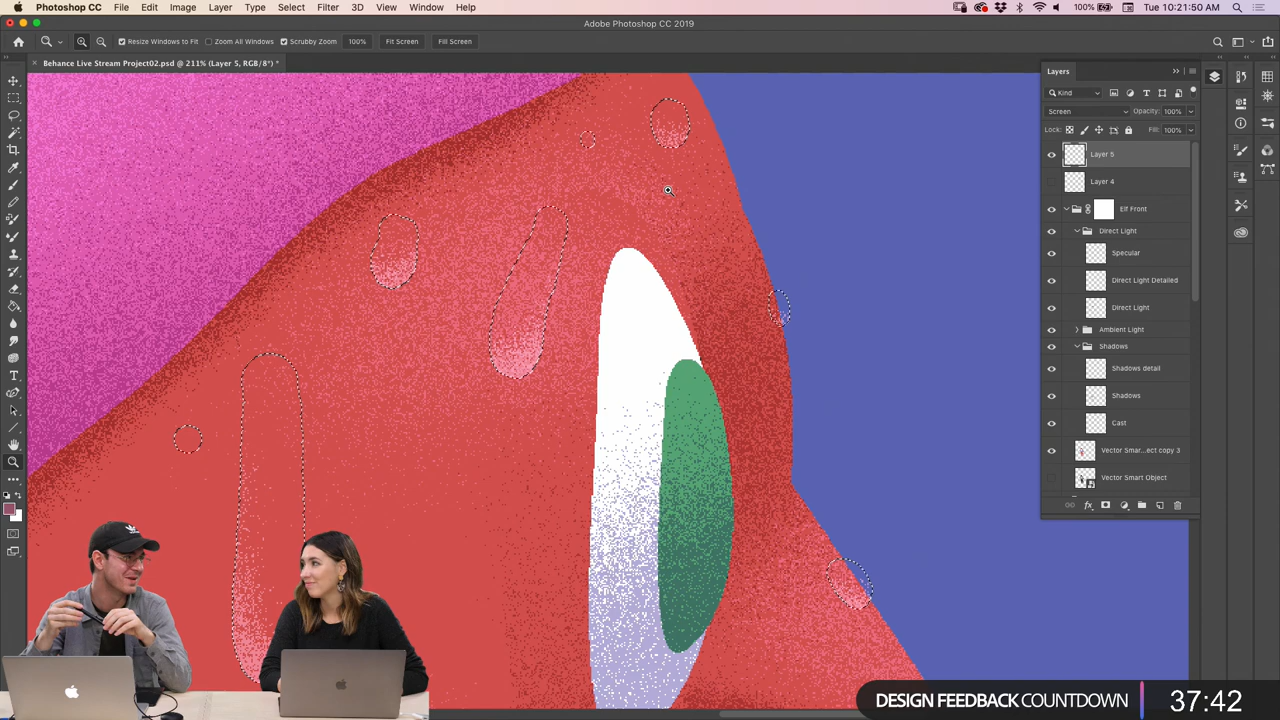 Photoshop CC File Edit Image Layer Type Select Filter 3D View Window Help 100% Tue 10:21:50 AM
Adobe Photoshop CC 2019
Resize Windows to Fit Zoom All Windows Scrubby Zoom 100% Fit Screen Fill Screen
Behance Live Stream Project02.psd @ 211% (Layer 5, RGB/8*) *
Layers
Kind
Screen Opacity: 100%
Lock: Fill: 100%
Layer 5
Layer 4
Elf Front
Direct Light
Specular
Direct Light Detailed
Direct Light
Ambient Light
Shadows
Shadows detail
Shadows
Cast
Vector Smar...ect copy 3
Vector Smart Object
fx
DESIGN FEEDBACK COUNTDOWN 37:42